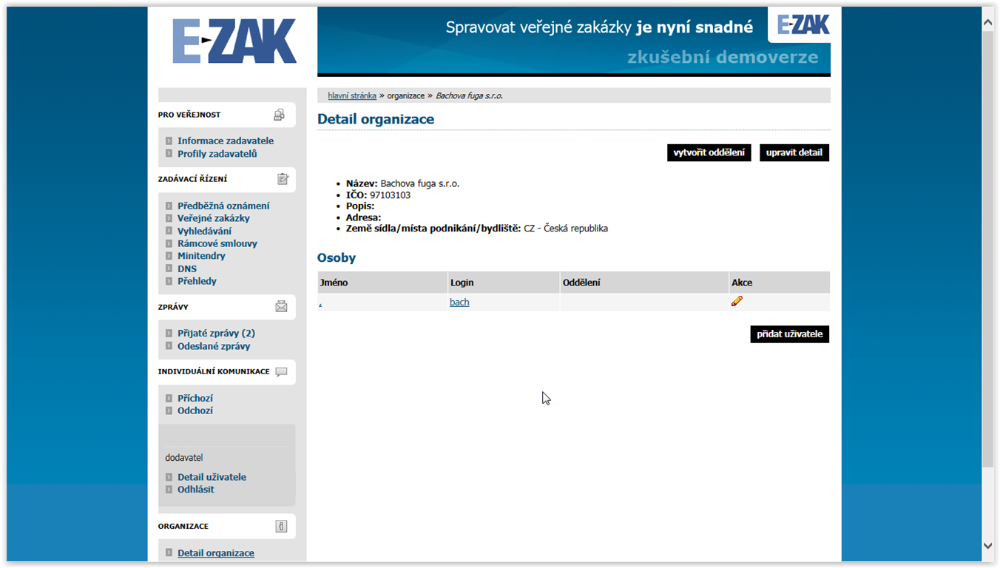 E-ZAK
Spravovat veřejné zakázky je nyní snadné
E-ZAK
zkušební demoverze
hlavní stránka » organizace » Bachova fuga s.r.o.
PRO VEŘEJNOST
Informace zadavatele
Profily zadavatelů
ZADÁVACÍ ŘÍZENÍ
Předběžná oznámení
Veřejné zakázky
Vyhledávání
Rámcové smlouvy
Minitendry
DNS
Přehledy
ZPRÁVY
Přijaté zprávy (2)
Odeslané zprávy
INDIVIDUÁLNÍ KOMUNIKACE
Příchozí
Odchozí
dodavatel
Detail uživatele
Odhlásit
ORGANIZACE
Detail organizace
Detail organizace
vytvořit oddělení upravit detail
• Název: Bachova fuga s.r.o.
• IČO: 97103103
• Popis:
• Adresa:
• Země sídla/místa podnikání/bydliště: CZ - Česká republika
Osoby
Jméno Login Oddělení Akce
, bach
přidat uživatele